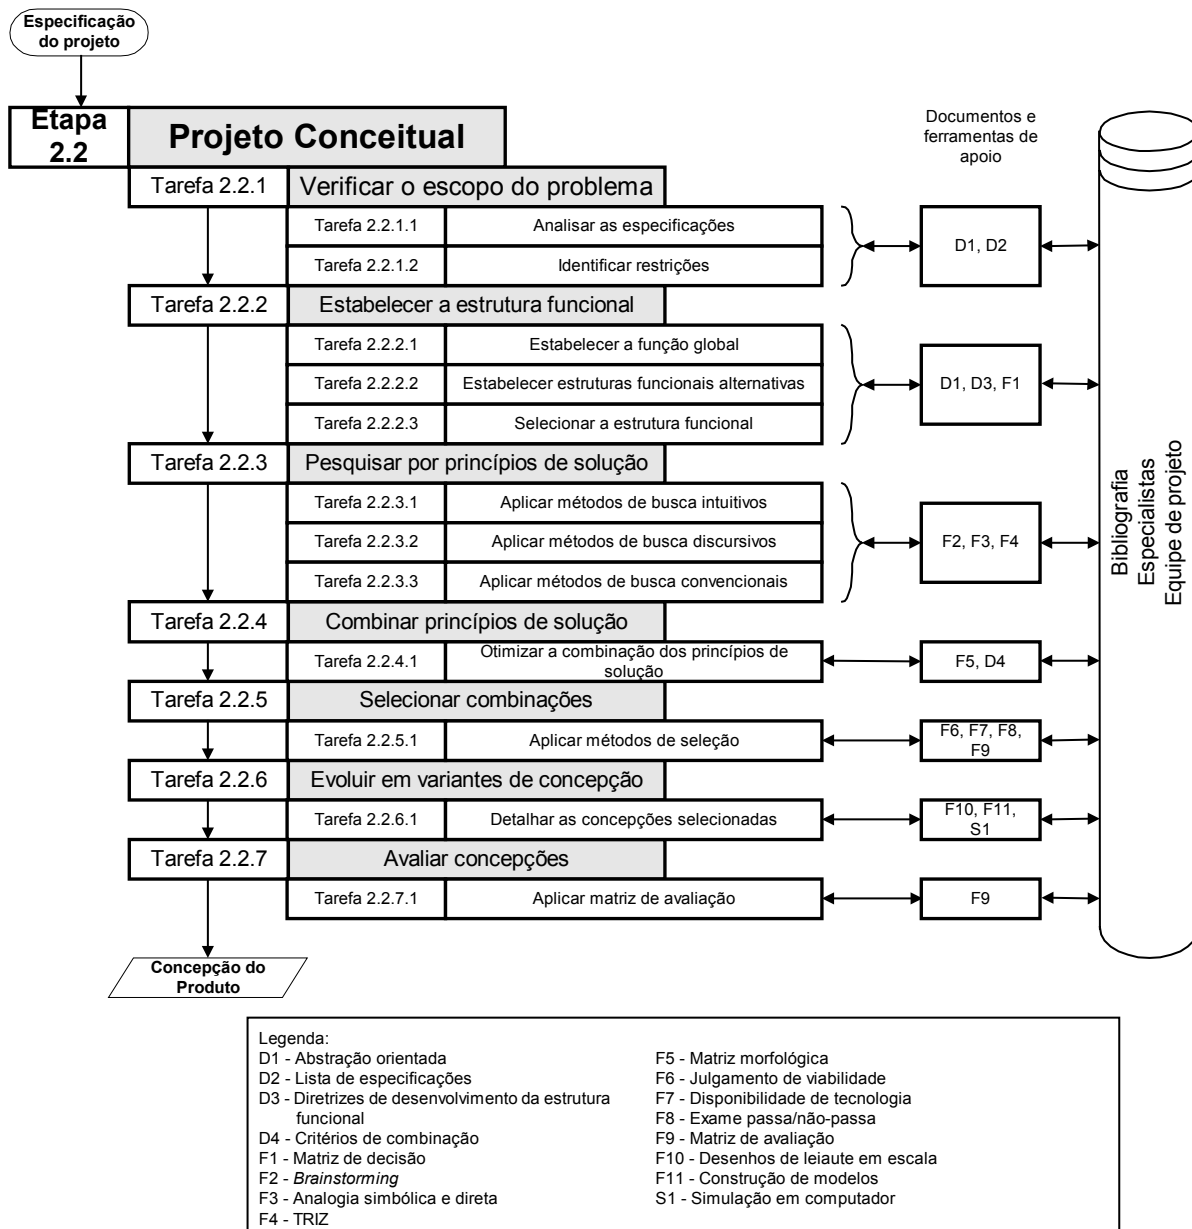 Especificação
do projeto
Etapa
2.2
Projeto Conceitual
Documentos e
ferramentas de
apoio
Tarefa 2.2.1
Verificar o escopo do problema
Tarefa 2.2.1.1
Analisar as especificações
Tarefa 2.2.1.2
Identificar restrições
D1, D2
Tarefa 2.2.2
Estabelecer a estrutura funcional
Tarefa 2.2.2.1
Estabelecer a função global
Tarefa 2.2.2.2
Estabelecer estruturas funcionais alternativas
Tarefa 2.2.2.3
Selecionar a estrutura funcional
D1, D3, F1
Tarefa 2.2.3
Pesquisar por princípios de solução
Tarefa 2.2.3.1
Aplicar métodos de busca intuitivos
Tarefa 2.2.3.2
Aplicar métodos de busca discursivos
Tarefa 2.2.3.3
Aplicar métodos de busca convencionais
F2, F3, F4
Tarefa 2.2.4
Combinar princípios de solução
Tarefa 2.2.4.1
Otimizar a combinação dos princípios de
solução
F5, D4
Tarefa 2.2.5
Selecionar combinações
Tarefa 2.2.5.1
Aplicar métodos de seleção
F6, F7, F8,
F9
Tarefa 2.2.6
Evoluir em variantes de concepção
Tarefa 2.2.6.1
Detalhar as concepções selecionadas
F10, F11,
S1
Tarefa 2.2.7
Avaliar concepções
Tarefa 2.2.7.1
Aplicar matriz de avaliação
F9
Bibliografia
Especialistas
Equipe de projeto
Concepção do
Produto
Legenda:
D1 - Abstração orientada
D2 - Lista de especificações
D3 - Diretrizes de desenvolvimento da estrutura
funcional
D4 - Critérios de combinação
F1 - Matriz de decisão
F2 - Brainstorming
F3 - Analogia simbólica e direta
F4 - TRIZ
F5 - Matriz morfológica
F6 - Julgamento de viabilidade
F7 - Disponibilidade de tecnologia
F8 - Exame passa/não-passa
F9 - Matriz de avaliação
F10 - Desenhos de leiaute em escala
F11 - Construção de modelos
S1 - Simulação em computador